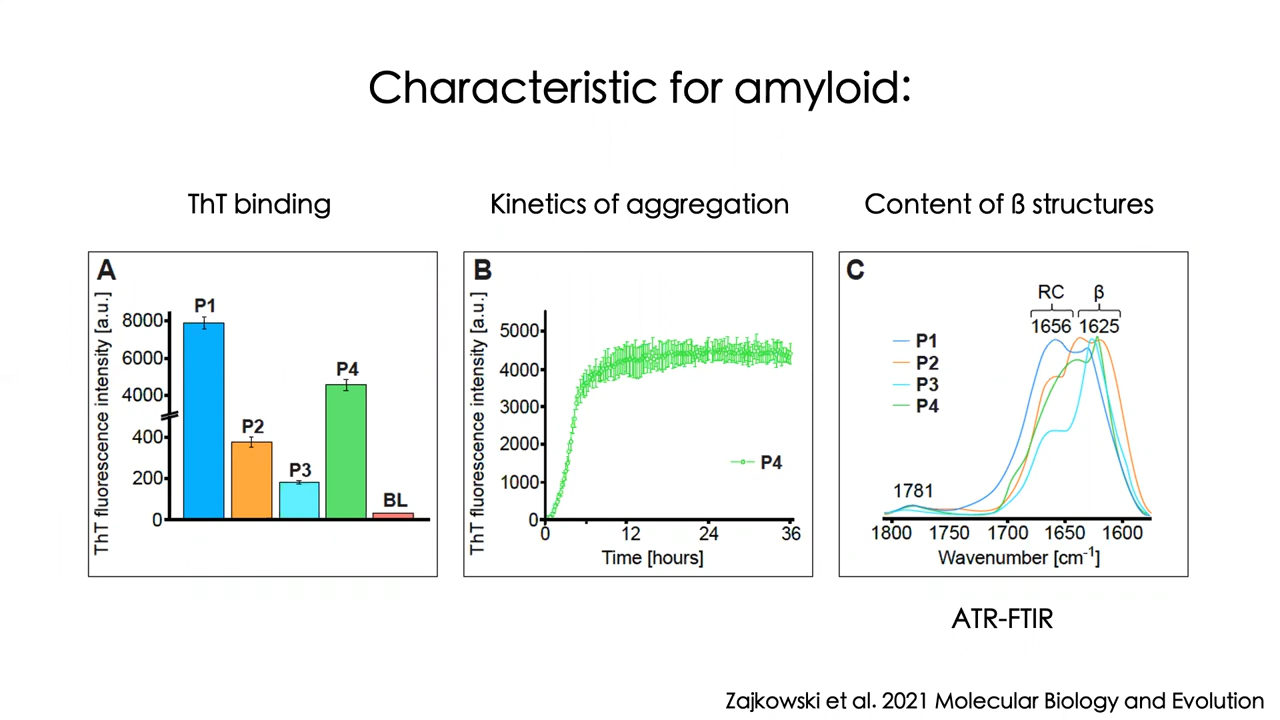 Characteristic for amyloid:
ThT binding
Kinetics of aggregation
Content of ß structures
A
ThT fluorescence intensity [a.u.]
8000
6000
4000
400
200
0
P1
P2
P3
P4
BL
B
ThT fluorescence intensity [a.u.]
5000
4000
3000
2000
1000
0
P4
0 12 24 36
Time [hours]
C
RC β
1656 1625
P1
P2
P3
P4
1781
1800 1750 1700 1650 1600
Wavenumber [cm⁻¹]
ATR-FTIR
Zajkowski et al. 2021 Molecular Biology and Evolution